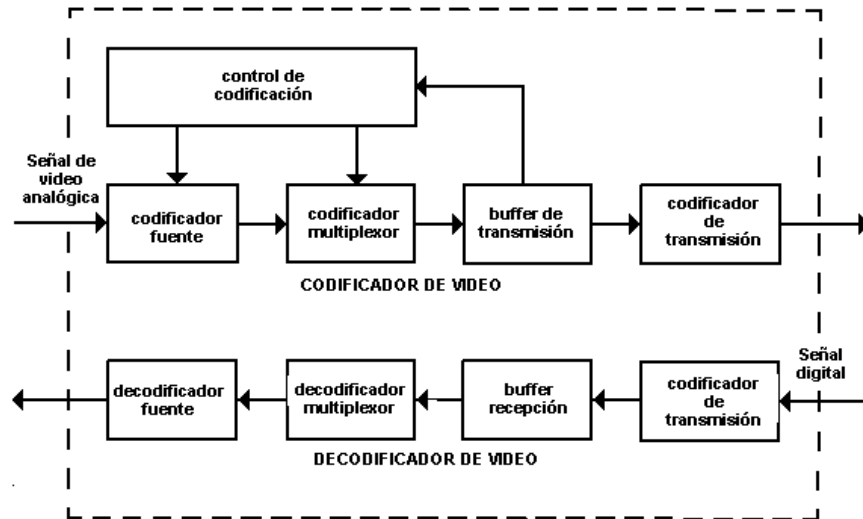 control de
codificación
Señal de
video
analógica
codificador
fuente
codificador
multiplexor
buffer de
transmisión
codificador
de
transmisión
CODIFICADOR DE VIDEO
decodificador
fuente
decodificador
multiplexor
buffer
recepción
codificador
de
transmisión
Señal
digital
DECODIFICADOR DE VIDEO